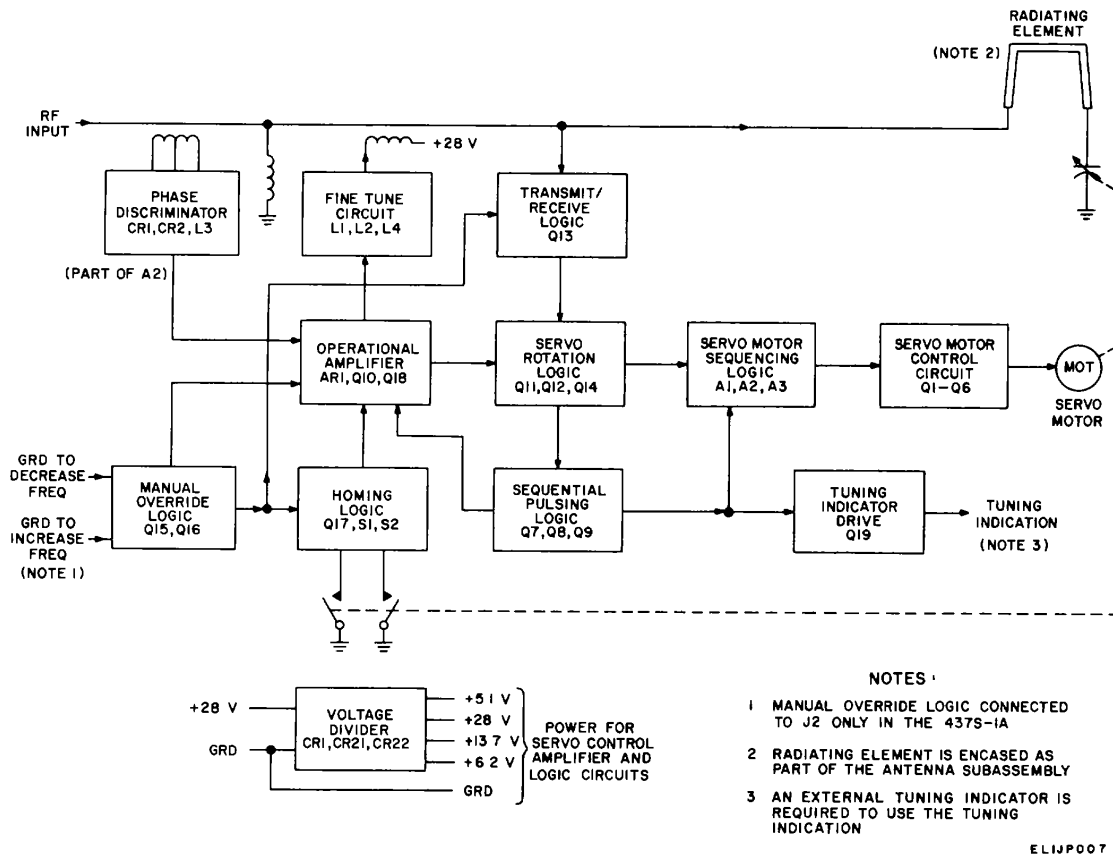 RADIATING
ELEMENT
(NOTE 2)
RF
INPUT
+28 V
PHASE
DISCRIMINATOR
CR1,CR2,L3
FINE TUNE
CIRCUIT
L1,L2,L4
TRANSMIT/
RECEIVE
LOGIC
Q13
(PART OF A2)
OPERATIONAL
AMPLIFIER
AR1,Q10,Q18
SERVO
ROTATION
LOGIC
Q11,Q12,Q14
SERVO MOTOR
SEQUENCING
LOGIC
A1,A2,A3
SERVO MOTOR
CONTROL
CIRCUIT
Q1-Q6
MOT
SERVO
MOTOR
GRD TO
DECREASE
FREQ
GRD TO
INCREASE
FREQ
(NOTE 1)
MANUAL
OVERRIDE
LOGIC
Q15,Q16
HOMING
LOGIC
Q17,S1,S2
SEQUENTIAL
PULSING
LOGIC
Q7,Q8,Q9
TUNING
INDICATOR
DRIVE
Q19
TUNING
INDICATION
(NOTE 3)
+28 V
GRD
VOLTAGE
DIVIDER
CR1,CR21,CR22
+51 V
+28 V
+137 V
+62 V
GRD
POWER FOR
SERVO CONTROL
AMPLIFIER AND
LOGIC CIRCUITS
NOTES:
1 MANUAL OVERRIDE LOGIC CONNECTED
TO J2 ONLY IN THE 437S-1A
2 RADIATING ELEMENT IS ENCASED AS
PART OF THE ANTENNA SUBASSEMBLY
3 AN EXTERNAL TUNING INDICATOR IS
REQUIRED TO USE THE TUNING
INDICATION
ELIJP007